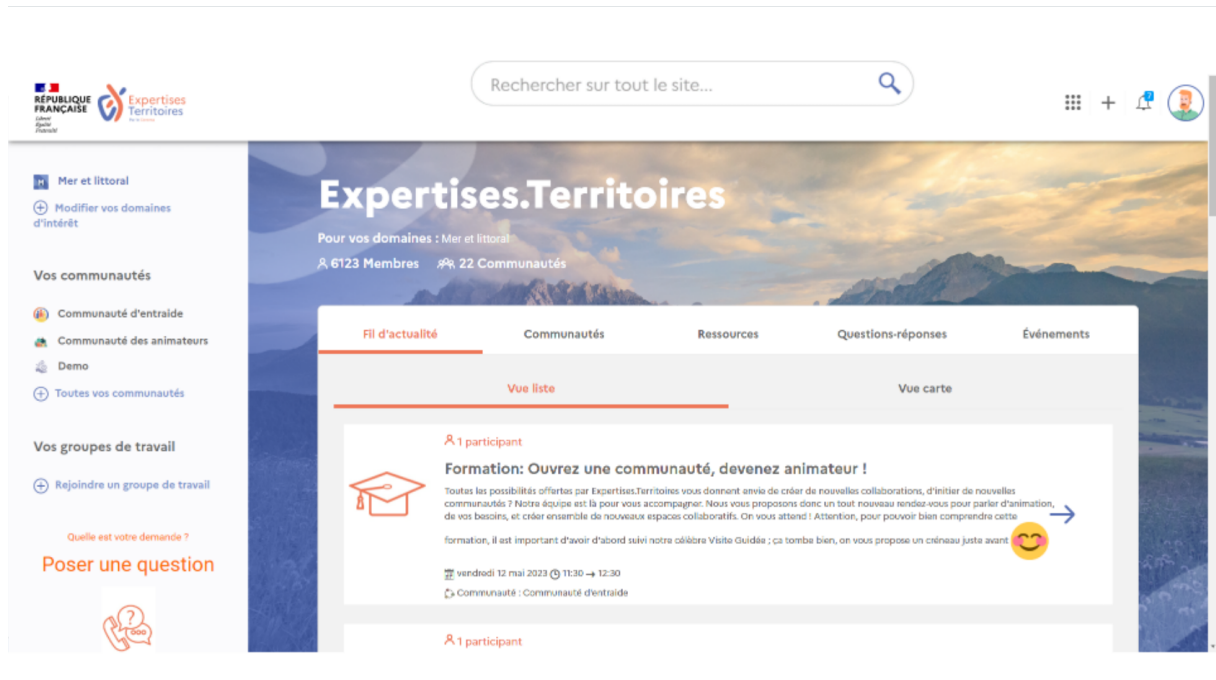 Rechercher sur tout le site...
RÉPUBLIQUE
FRANÇAISE
Liberté
Égalité
Fraternité
Expertises
Territoires
Mer et littoral
Modifier vos domaines
d'intérêt
Vos communautés
Communauté d'entraide
Communauté des animateurs
Demo
Toutes vos communautés
Vos groupes de travail
Rejoindre un groupe de travail
Quelle est votre demande ?
Poser une question
Expertises.Territoires
Pour vos domaines : Mer et littoral
6123 Membres 22 Communautés
Fil d'actualité Communautés Ressources Questions-réponses Événements
Vue liste Vue carte
1 participant
Formation: Ouvrez une communauté, devenez animateur !
Toutes les possibilités offertes par Expertises.Territoires vous donnent envie de créer de nouvelles collaborations, d'initier de nouvelles
communautés ? Notre équipe est là pour vous accompagner. Nous vous proposons donc un tout nouveau rendez-vous pour parler d'animation,
de vos besoins, et créer ensemble de nouveaux espaces collaboratifs. On vous attend ! Attention, pour pouvoir bien comprendre cette
formation, il est important d'avoir d'abord suivi notre célèbre Visite Guidée ; ça tombe bien, on vous propose un créneau juste avant
vendredi 12 mai 2023 11:30 → 12:30
Communauté : Communauté d'entraide
1 participant